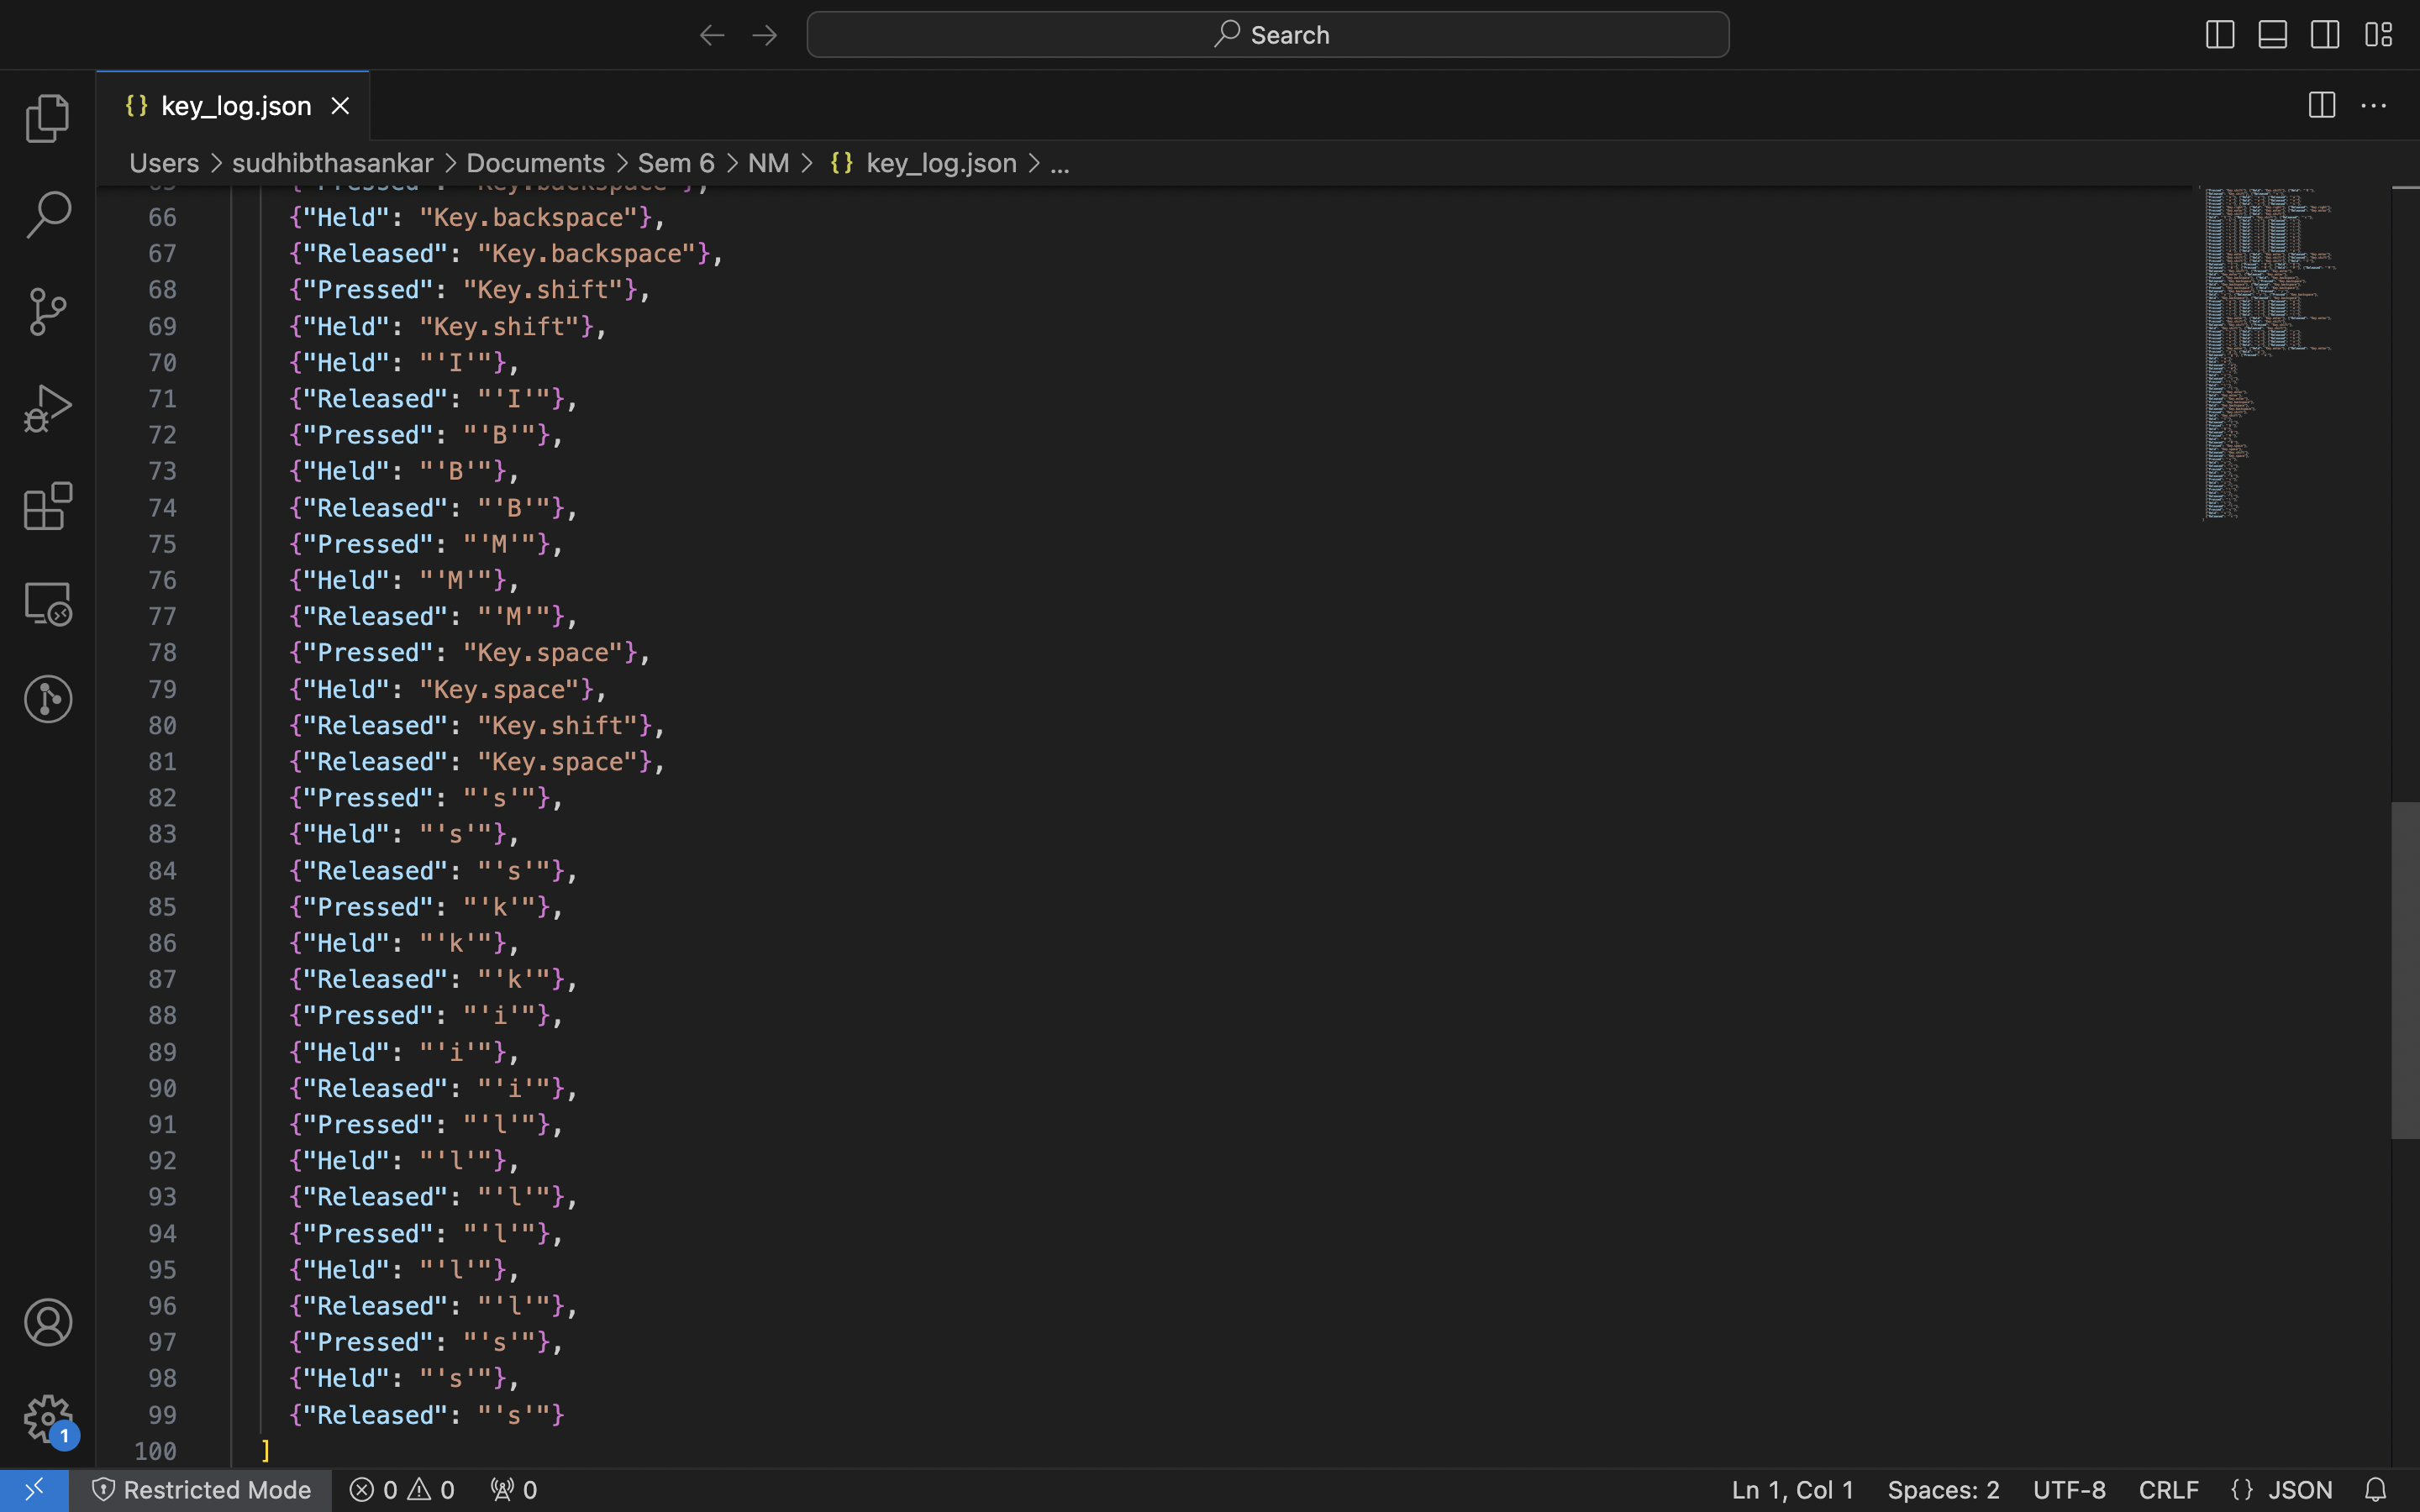 Search
{} key_log.json
Users > sudhibthasankar > Documents > Sem 6 > NM > {} key_log.json > ...
65 {"Pressed": "Key.backspace"},
66 {"Held": "Key.backspace"},
67 {"Released": "Key.backspace"},
68 {"Pressed": "Key.shift"},
69 {"Held": "Key.shift"},
70 {"Held": "'I'"},
71 {"Released": "'I'"},
72 {"Pressed": "'B'"},
73 {"Held": "'B'"},
74 {"Released": "'B'"},
75 {"Pressed": "'M'"},
76 {"Held": "'M'"},
77 {"Released": "'M'"},
78 {"Pressed": "Key.space"},
79 {"Held": "Key.space"},
80 {"Released": "Key.shift"},
81 {"Released": "Key.space"},
82 {"Pressed": "'s'"},
83 {"Held": "'s'"},
84 {"Released": "'s'"},
85 {"Pressed": "'k'"},
86 {"Held": "'k'"},
87 {"Released": "'k'"},
88 {"Pressed": "'i'"},
89 {"Held": "'i'"},
90 {"Released": "'i'"},
91 {"Pressed": "'l'"},
92 {"Held": "'l'"},
93 {"Released": "'l'"},
94 {"Pressed": "'l'"},
95 {"Held": "'l'"},
96 {"Released": "'l'"},
97 {"Pressed": "'s'"},
98 {"Held": "'s'"},
99 {"Released": "'s'"}
100 ]
1
Restricted Mode 0 0 0 Ln 1, Col 1 Spaces: 2 UTF-8 CRLF {} JSON